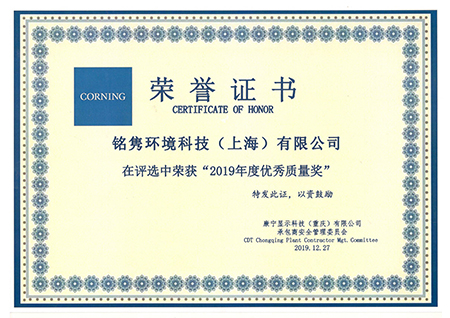 CORNING
荣誉证书
CERTIFICATE OF HONOR
铭隽环境科技（上海）有限公司
在评选中荣获“2019年度优秀质量奖”
特发此证，以资鼓励
康宁显示科技（重庆）有限公司
承包商安全管理委员会
CDT Chongqing Plant Contractor Mgt. Committee
2019.12.27